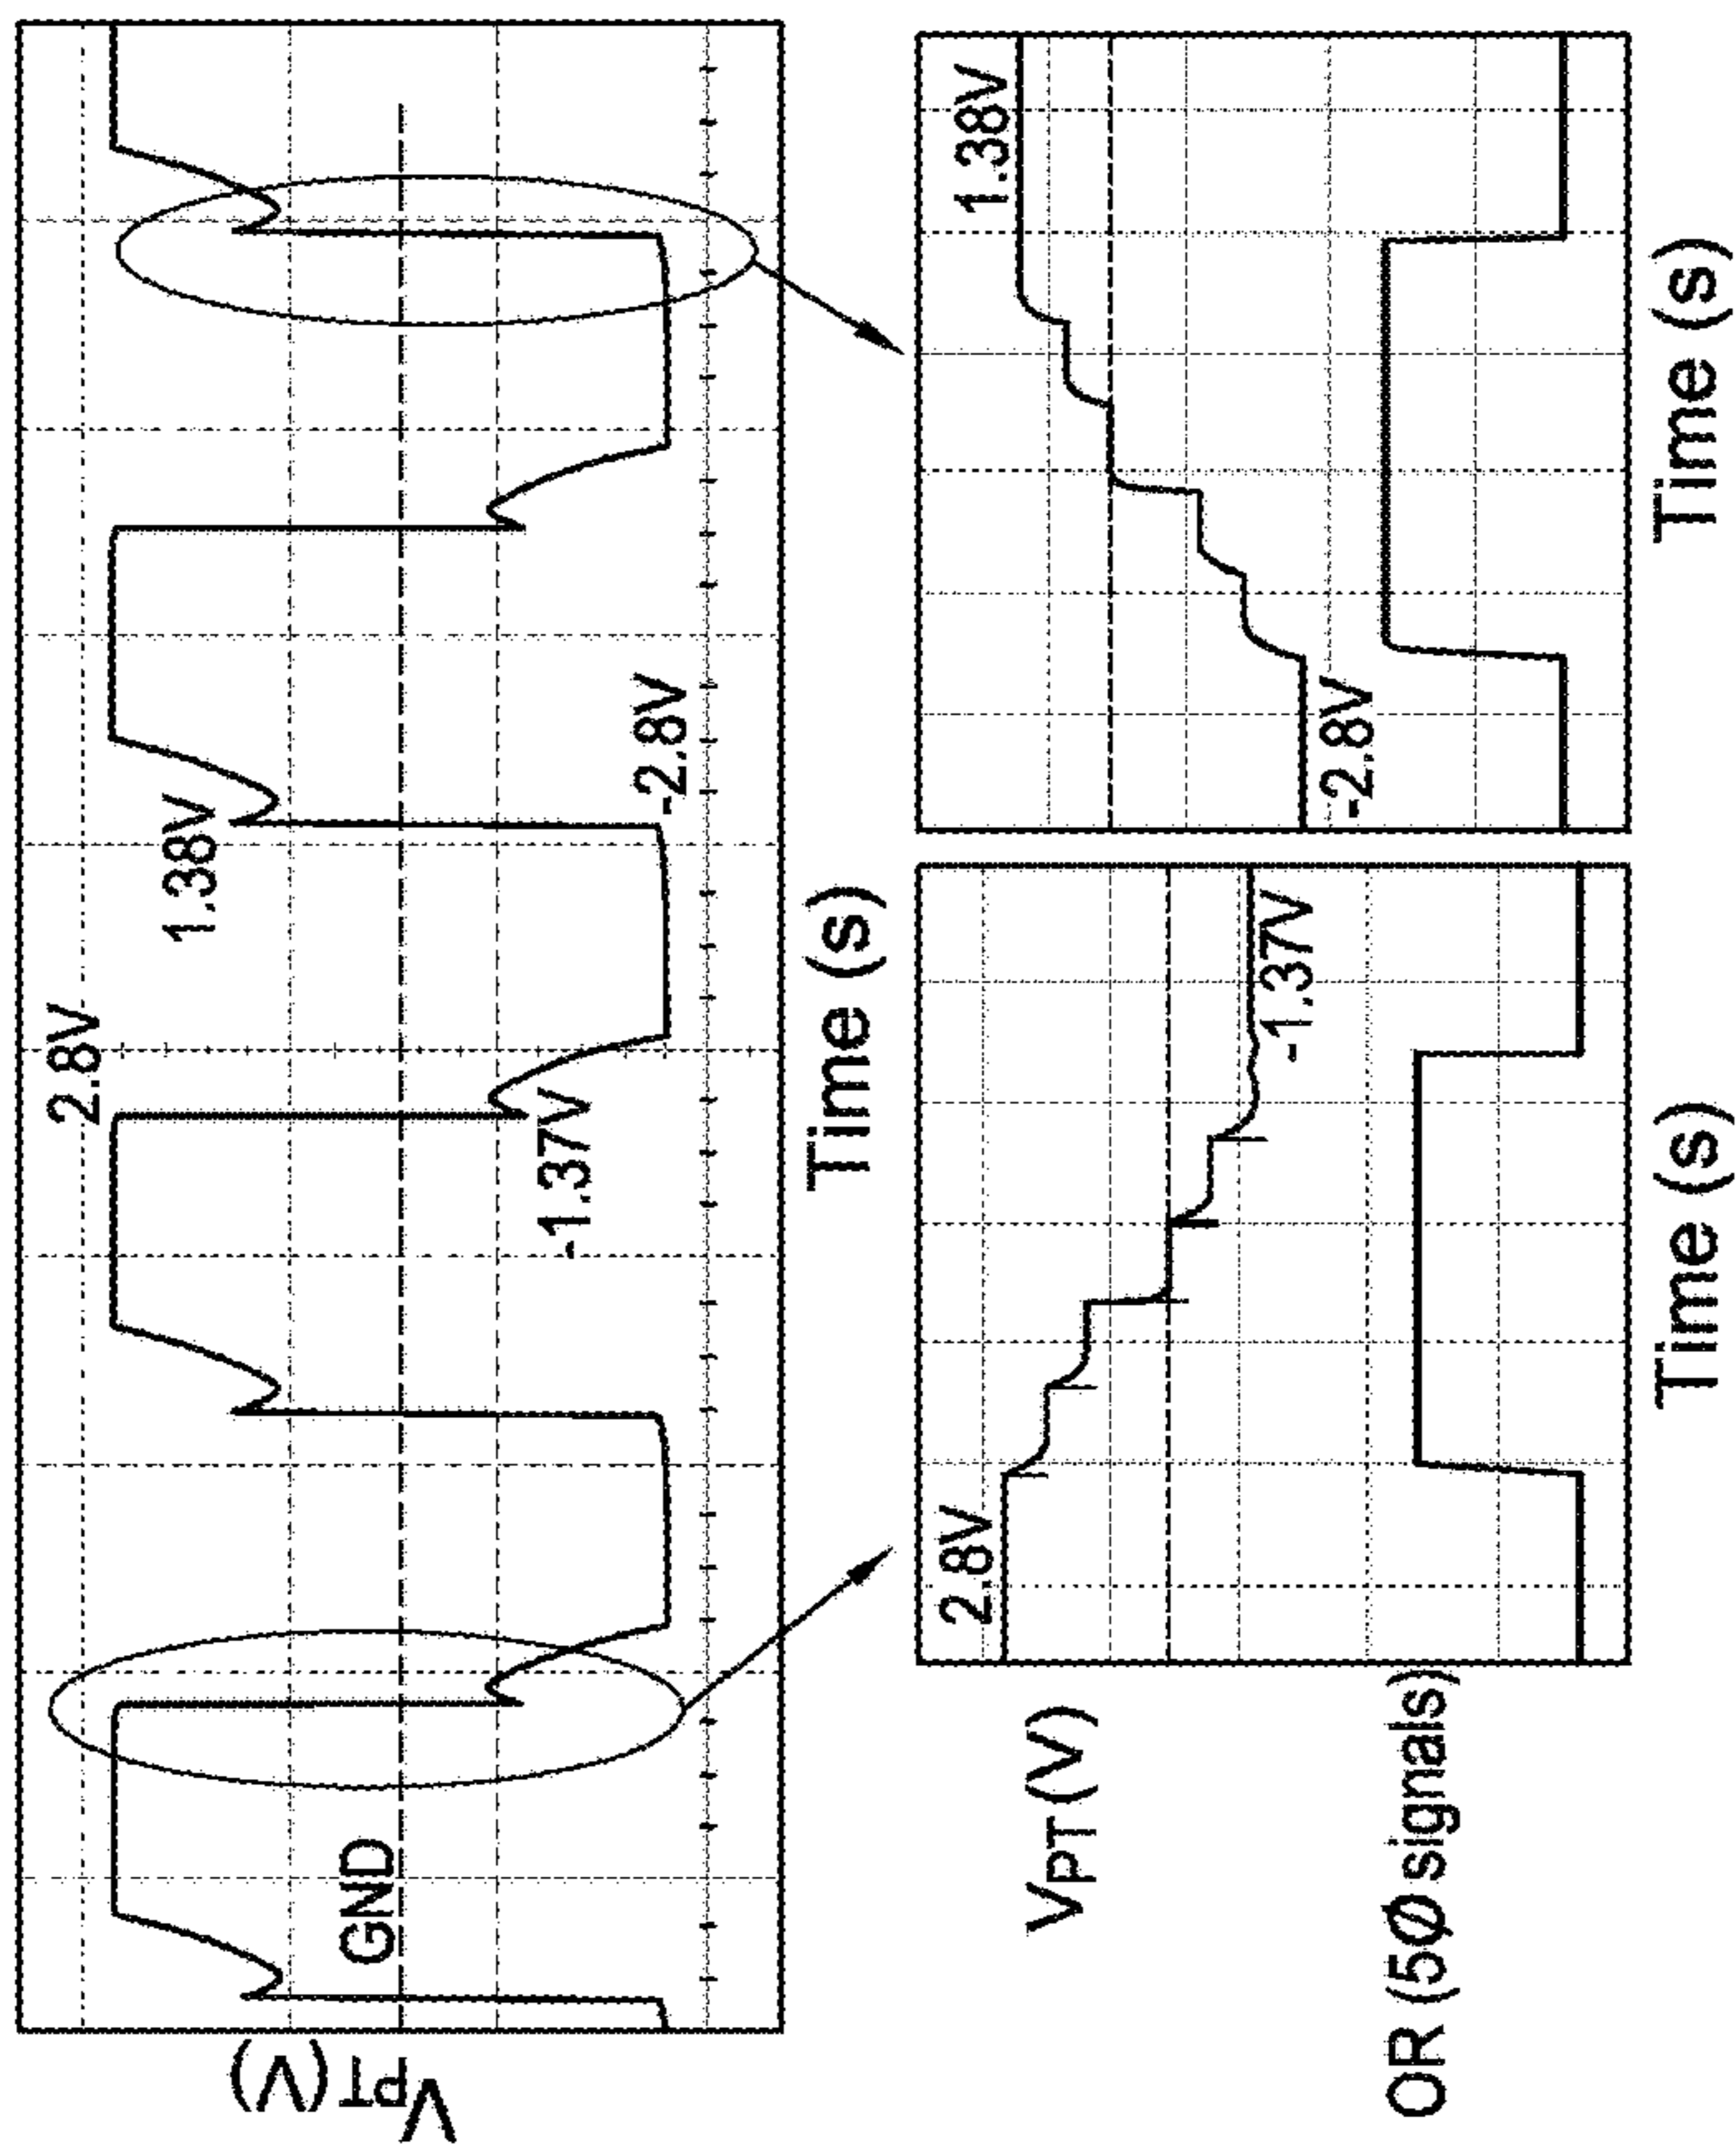 VPT (V)
2.8V
1.38V
GND
-1.37V
-2.8V
Time (s)
VPT (V)
2.8V
-1.37V
-2.8V
1.38V
OR (5Ø signals)
Time (s)
Time (s)